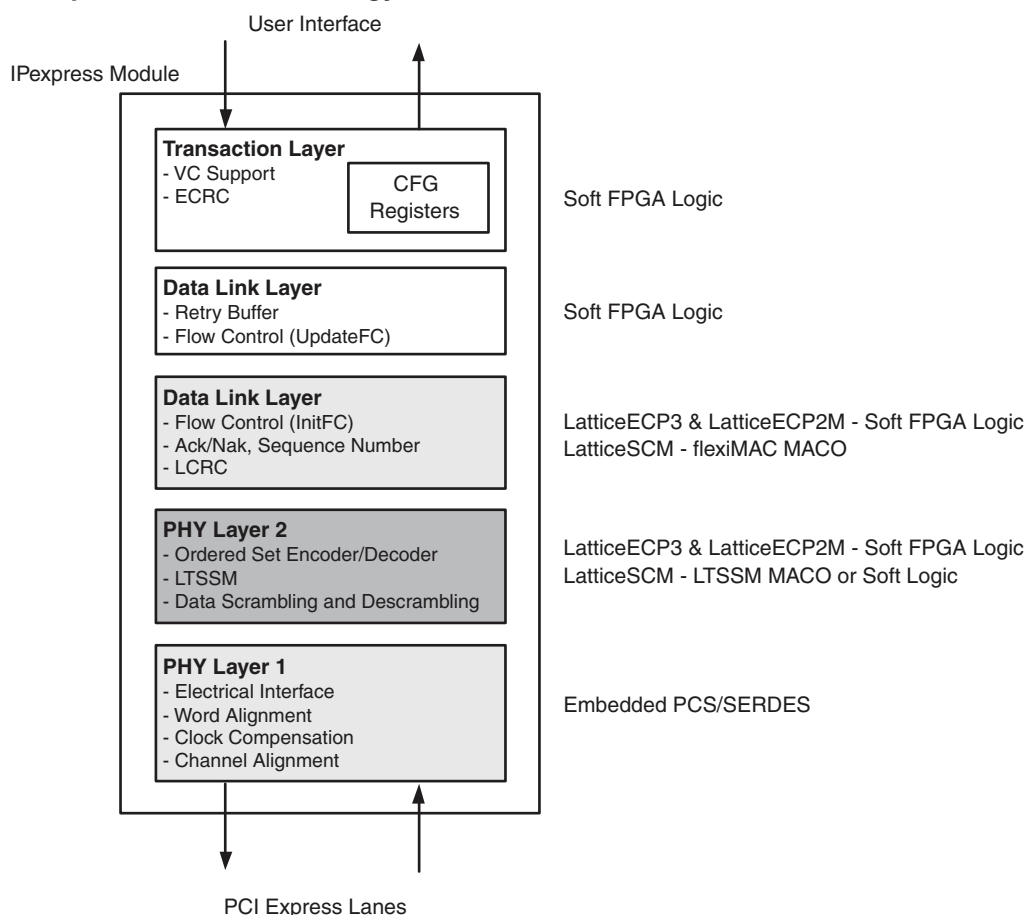 User Interface
IPexpress Module
Transaction Layer
- VC Support
- ECRC
CFG
Registers
Soft FPGA Logic
Data Link Layer
- Retry Buffer
- Flow Control (UpdateFC)
Soft FPGA Logic
Data Link Layer
- Flow Control (InitFC)
- Ack/Nak, Sequence Number
- LCRC
LatticeECP3 & LatticeECP2M - Soft FPGA Logic
LatticeSCM - flexiMAC MACO
PHY Layer 2
- Ordered Set Encoder/Decoder
- LTSSM
- Data Scrambling and Descrambling
LatticeECP3 & LatticeECP2M - Soft FPGA Logic
LatticeSCM - LTSSM MACO or Soft Logic
PHY Layer 1
- Electrical Interface
- Word Alignment
- Clock Compensation
- Channel Alignment
Embedded PCS/SERDES
PCI Express Lanes